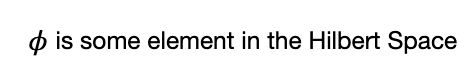 ϕ is some element in the Hilbert Space